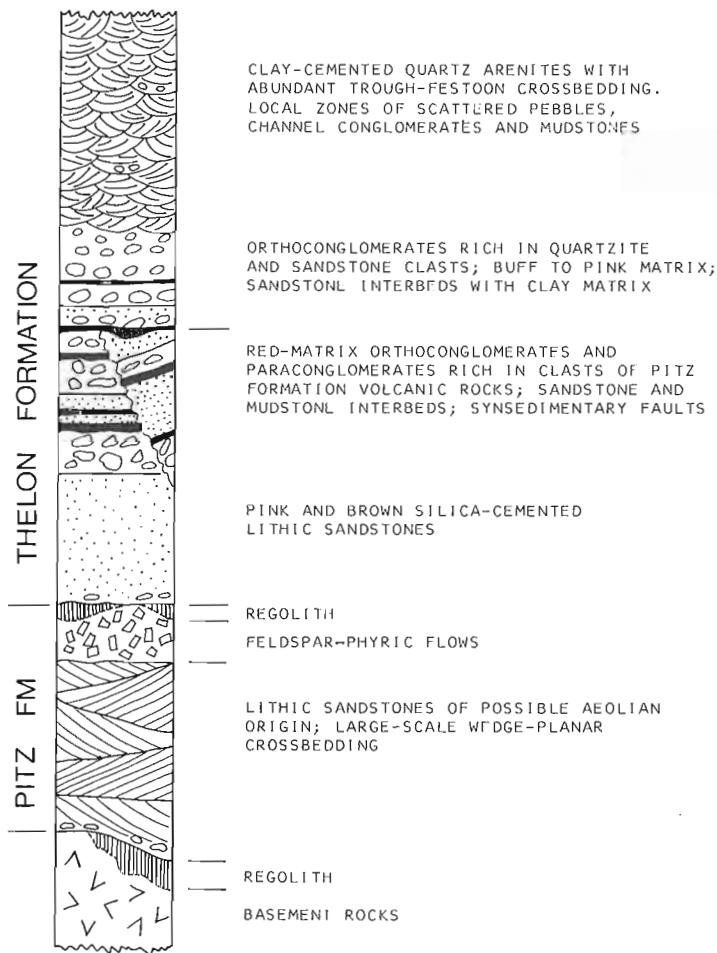 CLAY-CEMENTED QUARTZ ARENITES WITH
ABUNDANT TROUGH-FESTOON CROSSBEDDING.
LOCAL ZONES OF SCATTERED PEBBLES,
CHANNEL CONGLOMERATES AND MUDSTONES
ORTHOCONGLOMERATES RICH IN QUARTZITE
AND SANDSTONE CLASTS; BUFF TO PINK MATRIX;
SANDSTONE INTERBEDS WITH CLAY MATRIX
THELON FORMATION
RED-MATRIX ORTHOCONGLOMERATES AND
PARACONGLOMERATES RICH IN CLASTS OF PITZ
FORMATION VOLCANIC ROCKS; SANDSTONE AND
MUDSTONE INTERBEDS; SYNSEDIMENTARY FAULTS
PINK AND BROWN SILICA-CEMENTED
LITHIC SANDSTONES
REGOLITH
FELDSPAR-PHYRIC FLOWS
PITZ FM
LITHIC SANDSTONES OF POSSIBLE AEOLIAN
ORIGIN; LARGE-SCALE WEDGE-PLANAR
CROSSBEDDING
REGOLITH
BASEMENT ROCKS